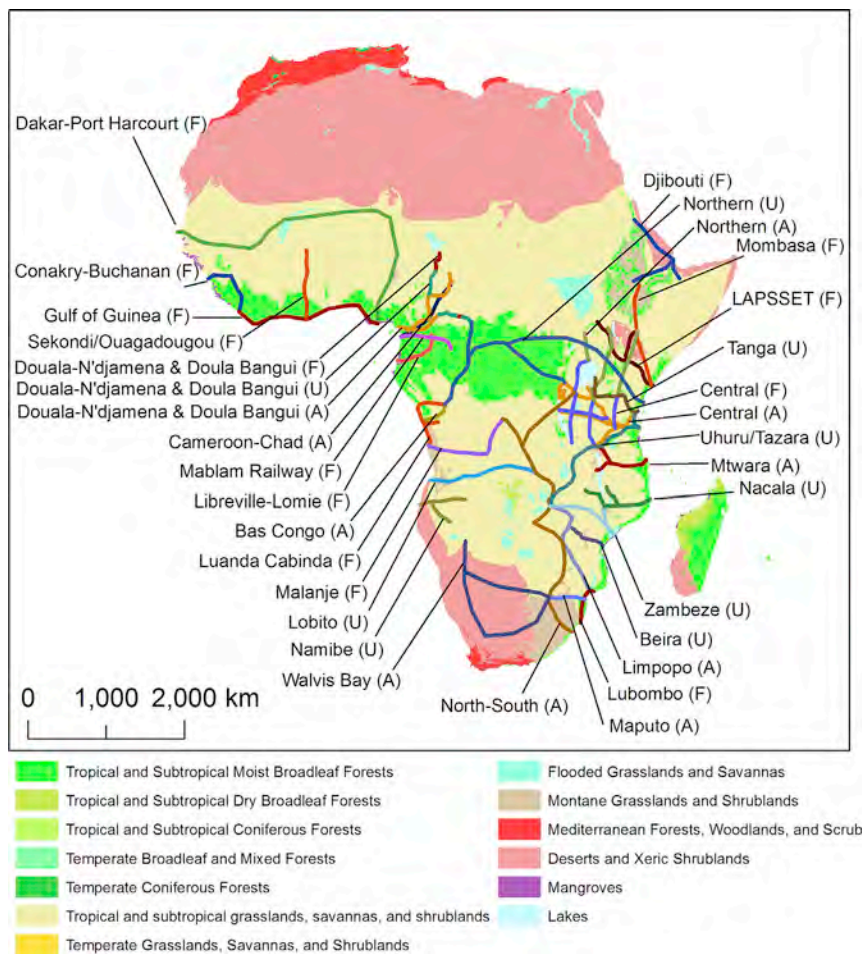 Dakar-Port Harcourt (F)
Conakry-Buchanan (F)
Gulf of Guinea (F)
Sekondi/Ouagadougou (F)
Douala-N'djamena & Doula Bangui (F)
Douala-N'djamena & Doula Bangui (U)
Douala-N'djamena & Doula Bangui (A)
Cameroon-Chad (A)
Mablam Railway (F)
Libreville-Lomie (F)
Bas Congo (A)
Luanda Cabinda (F)
Malanje (F)
Lobito (U)
Namibe (U)
Walvis Bay (A)
North-South (A)
Djibouti (F)
Northern (U)
Northern (A)
Mombasa (F)
LAPSSET (F)
Tanga (U)
Central (F)
Central (A)
Uhuru/Tazara (U)
Mtwara (A)
Nacala (U)
Zambeze (U)
Beira (U)
Limpopo (A)
Lubombo (F)
Maputo (A)
0 1,000 2,000 km
Tropical and Subtropical Moist Broadleaf Forests
Tropical and Subtropical Dry Broadleaf Forests
Tropical and Subtropical Coniferous Forests
Temperate Broadleaf and Mixed Forests
Temperate Coniferous Forests
Tropical and subtropical grasslands, savannas, and shrublands
Temperate Grasslands, Savannas, and Shrublands
Flooded Grasslands and Savannas
Montane Grasslands and Shrublands
Mediterranean Forests, Woodlands, and Scrub
Deserts and Xeric Shrublands
Mangroves
Lakes